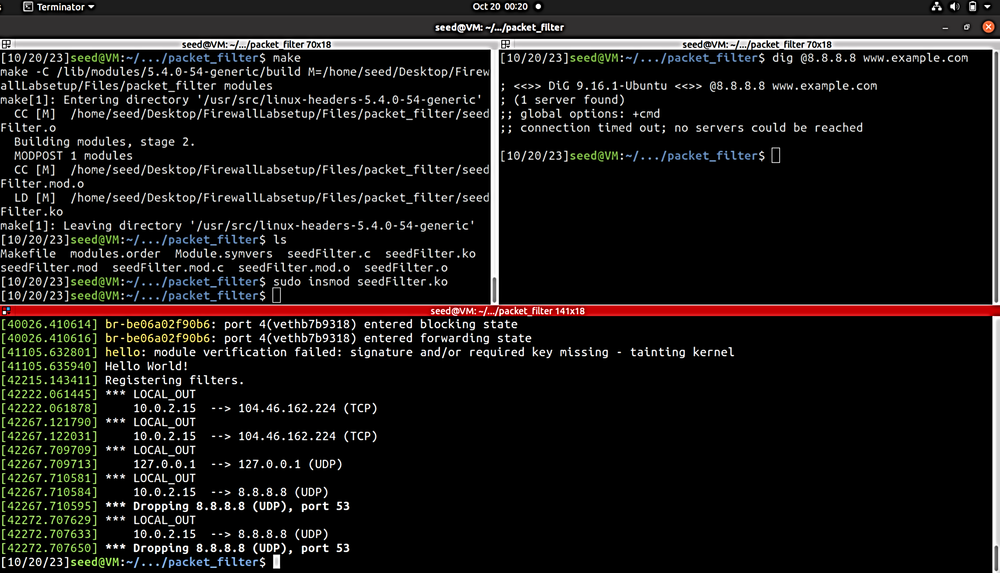 Terminator
Oct 20 00:20
seed@VM: ~/.../packet_filter
seed@VM: ~/.../packet_filter 70x18
[10/20/23]seed@VM:~/.../packet_filter$ make
make -C /lib/modules/5.4.0-54-generic/build M=/home/seed/Desktop/Firew
allLabsetup/Files/packet_filter modules
make[1]: Entering directory '/usr/src/linux-headers-5.4.0-54-generic'
  CC [M]  /home/seed/Desktop/FirewallLabsetup/Files/packet_filter/seed
Filter.o
  Building modules, stage 2.
  MODPOST 1 modules
  CC [M]  /home/seed/Desktop/FirewallLabsetup/Files/packet_filter/seed
Filter.mod.o
  LD [M]  /home/seed/Desktop/FirewallLabsetup/Files/packet_filter/seed
Filter.ko
make[1]: Leaving directory '/usr/src/linux-headers-5.4.0-54-generic'
[10/20/23]seed@VM:~/.../packet_filter$ ls
Makefile  modules.order  Module.symvers  seedFilter.c  seedFilter.ko
seedFilter.mod  seedFilter.mod.c  seedFilter.mod.o  seedFilter.o
[10/20/23]seed@VM:~/.../packet_filter$ sudo insmod seedFilter.ko
[10/20/23]seed@VM:~/.../packet_filter$
seed@VM: ~/.../packet_filter 70x18
[10/20/23]seed@VM:~/.../packet_filter$ dig @8.8.8.8 www.example.com
; <<>> DiG 9.16.1-Ubuntu <<>> @8.8.8.8 www.example.com
; (1 server found)
;; global options: +cmd
;; connection timed out; no servers could be reached
[10/20/23]seed@VM:~/.../packet_filter$
seed@VM: ~/.../packet_filter 141x18
[40026.410614] br-be06a02f90b6: port 4(vethb7b9318) entered blocking state
[40026.410616] br-be06a02f90b6: port 4(vethb7b9318) entered forwarding state
[41105.632801] hello: module verification failed: signature and/or required key missing - tainting kernel
[41105.635940] Hello World!
[42215.143411] Registering filters.
[42222.061445] *** LOCAL_OUT
[42222.061878]     10.0.2.15  --> 104.46.162.224 (TCP)
[42267.121790] *** LOCAL_OUT
[42267.122031]     10.0.2.15  --> 104.46.162.224 (TCP)
[42267.709709] *** LOCAL_OUT
[42267.709713]     127.0.0.1  --> 127.0.0.1 (UDP)
[42267.710581] *** LOCAL_OUT
[42267.710584]     10.0.2.15  --> 8.8.8.8 (UDP)
[42267.710595] *** Dropping 8.8.8.8 (UDP), port 53
[42272.707629] *** LOCAL_OUT
[42272.707633]     10.0.2.15  --> 8.8.8.8 (UDP)
[42272.707650] *** Dropping 8.8.8.8 (UDP), port 53
[10/20/23]seed@VM:~/.../packet_filter$